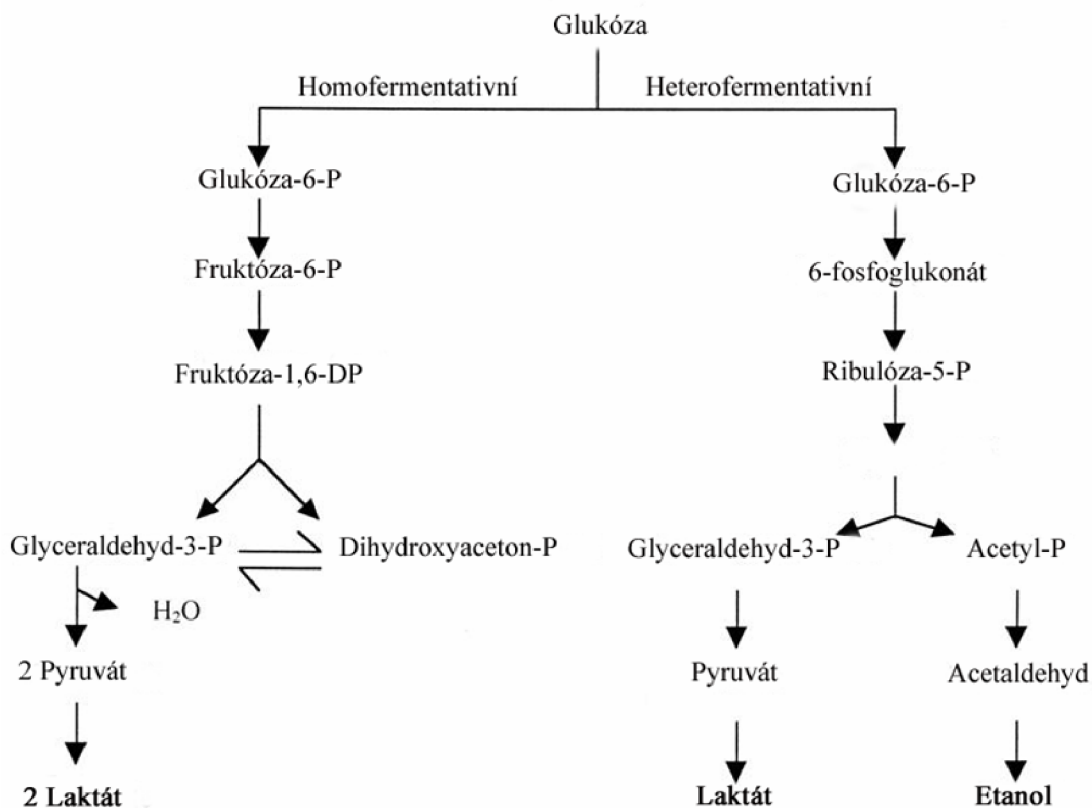 Glukóza
Homofermentativní Heterofermentativní
Glukóza-6-P Glukóza-6-P
Fruktóza-6-P 6-fosfoglukonát
Fruktóza-1,6-DP Ribulóza-5-P
Glyceraldehyd-3-P Dihydroxyaceton-P Glyceraldehyd-3-P Acetyl-P
H₂O
2 Pyruvát Pyruvát Acetaldehyd
2 Laktát Laktát Etanol